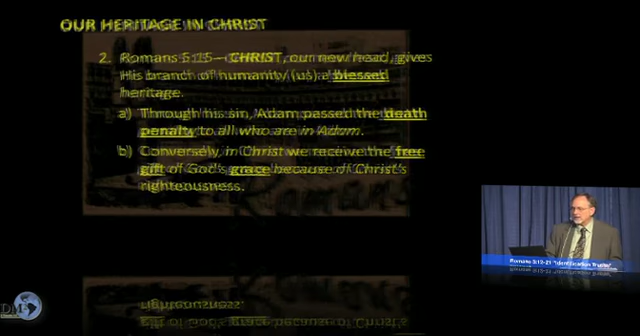 OUR HERITAGE IN CHRIST
2. Romans 5:15 – CHRIST, our new head, gives
His branch of humanity (us) a blessed
heritage.
a) Through his sin, Adam passed the death
penalty to all who are in Adam.
b) Conversely, in Christ we receive the free
gift of God's grace because of Christ's
righteousness.
Romans 5:12-21 "Identification Truths"
DM